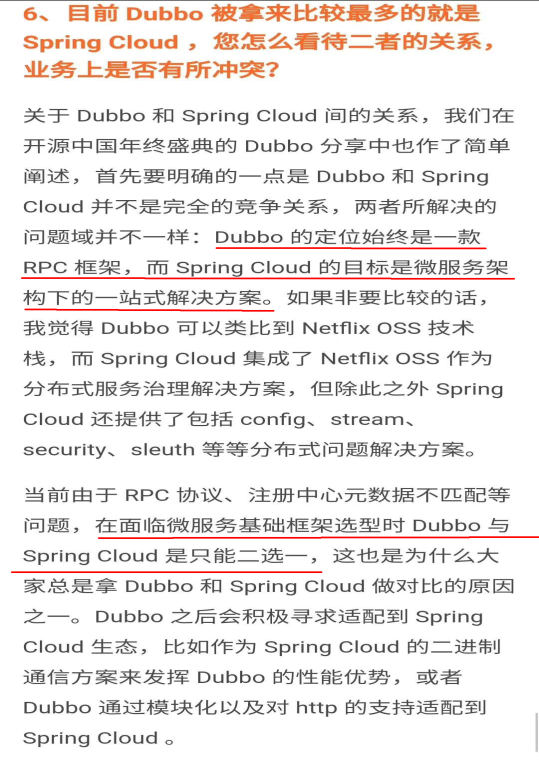 6、目前 Dubbo 被拿来比较最多的就是
Spring Cloud ，您怎么看待二者的关系，
业务上是否有所冲突？
关于 Dubbo 和 Spring Cloud 间的关系，我们在
开源中国年终盛典的 Dubbo 分享中也作了简单
阐述，首先要明确的一点是 Dubbo 和 Spring
Cloud 并不是完全的竞争关系，两者所解决的
问题域并不一样：Dubbo 的定位始终是一款
RPC 框架，而 Spring Cloud 的目标是微服务架
构下的一站式解决方案。如果非要比较的话，
我觉得 Dubbo 可以类比到 Netflix OSS 技术
栈，而 Spring Cloud 集成了 Netflix OSS 作为
分布式服务治理解决方案，但除此之外 Spring
Cloud 还提供了包括 config、stream、
security、sleuth 等等分布式问题解决方案。
当前由于 RPC 协议、注册中心元数据不匹配等
问题，在面临微服务基础框架选型时 Dubbo 与
Spring Cloud 是只能二选一，这也是为什么大
家总是拿 Dubbo 和 Spring Cloud 做对比的原因
之一。Dubbo 之后会积极寻求适配到 Spring
Cloud 生态，比如作为 Spring Cloud 的二进制
通信方案来发挥 Dubbo 的性能优势，或者
Dubbo 通过模块化以及对 http 的支持适配到
Spring Cloud 。